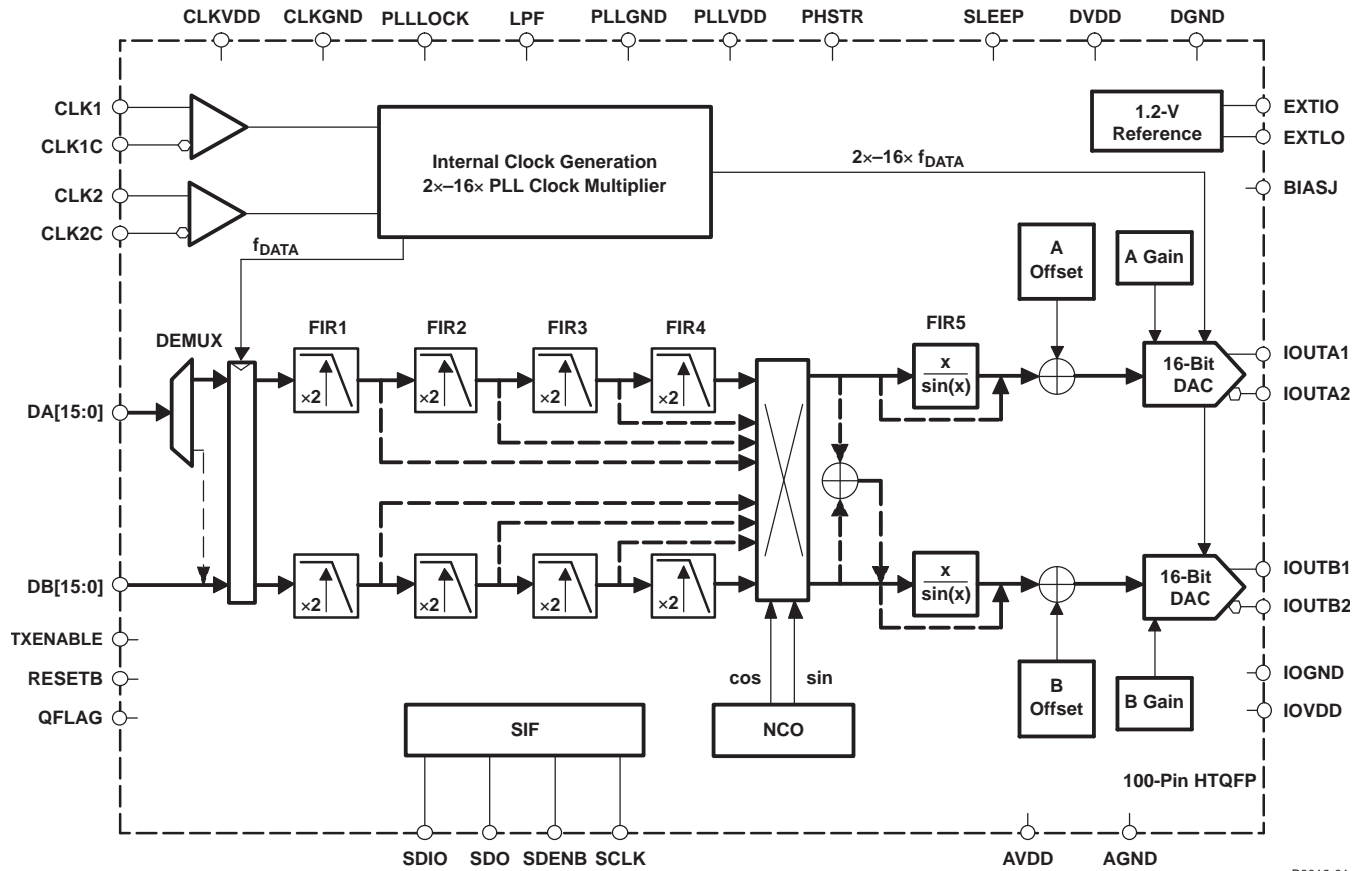 CLKVDD CLKGND PLLLOCK LPF PLLGND PLLVDD PHSTR SLEEP DVDD DGND
CLK1
CLK1C
CLK2
CLK2C
Internal Clock Generation
2×–16× PLL Clock Multiplier
2×–16× fDATA
fDATA
1.2-V
Reference
EXTIO
EXTLO
BIASJ
A
Offset
A Gain
DEMUX
FIR1 FIR2 FIR3 FIR4 FIR5
×2 ×2 ×2 ×2
x
sin(x)
16-Bit
DAC
IOUTA1
IOUTA2
DA[15:0]
DB[15:0]
×2 ×2 ×2 ×2
x
sin(x)
16-Bit
DAC
IOUTB1
IOUTB2
TXENABLE
RESETB
QFLAG
cos sin
SIF
NCO
B
Offset
B Gain
IOGND
IOVDD
100-Pin HTQFP
SDIO SDO SDENB SCLK
AVDD AGND